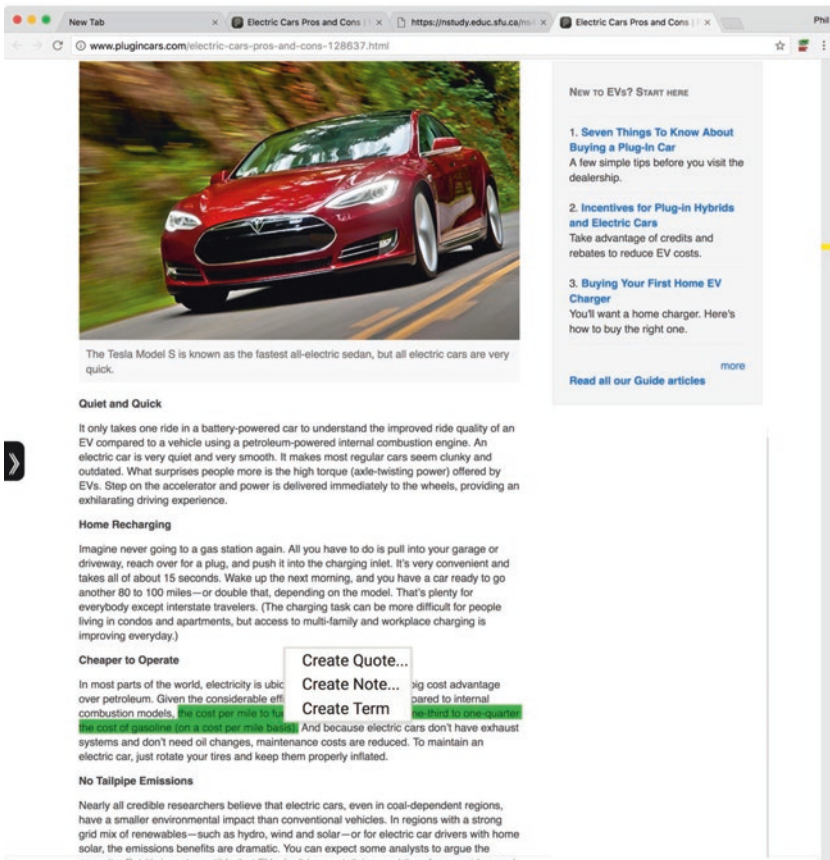 New Tab
Electric Cars Pros and Cons |
https://nstudy.educ.sfu.ca/ns
Electric Cars Pros and Cons |
Phil
www.plugincars.com/electric-cars-pros-and-cons-128637.html
The Tesla Model S is known as the fastest all-electric sedan, but all electric cars are very
quick.
Quiet and Quick
It only takes one ride in a battery-powered car to understand the improved ride quality of an
EV compared to a vehicle using a petroleum-powered internal combustion engine. An
electric car is very quiet and very smooth. It makes most regular cars seem clunky and
outdated. What surprises people more is the high torque (axle-twisting power) offered by
EVs. Step on the accelerator and power is delivered immediately to the wheels, providing an
exhilarating driving experience.
Home Recharging
Imagine never going to a gas station again. All you have to do is pull into your garage or
driveway, reach over for a plug, and push it into the charging inlet. It's very convenient and
takes all of about 15 seconds. Wake up the next morning, and you have a car ready to go
another 80 to 100 miles—or double that, depending on the model. That's plenty for
everybody except interstate travelers. (The charging task can be more difficult for people
living in condos and apartments, but access to multi-family and workplace charging is
improving everyday.)
Cheaper to Operate
In most parts of the world, electricity is ubic big cost advantage
over petroleum. Given the considerable effi pared to internal
combustion models, the cost per mile to fu ne-third to one-quarter
the cost of gasoline (on a cost per mile basis). And because electric cars don't have exhaust
systems and don't need oil changes, maintenance costs are reduced. To maintain an
electric car, just rotate your tires and keep them properly inflated.
Create Quote...
Create Note...
Create Term
No Tailpipe Emissions
Nearly all credible researchers believe that electric cars, even in coal-dependent regions,
have a smaller environmental impact than conventional vehicles. In regions with a strong
grid mix of renewables—such as hydro, wind and solar—or for electric car drivers with home
solar, the emissions benefits are dramatic. You can expect some analysts to argue the
NEW TO EVS? START HERE
1. Seven Things To Know About
Buying a Plug-In Car
A few simple tips before you visit the
dealership.
2. Incentives for Plug-in Hybrids
and Electric Cars
Take advantage of credits and
rebates to reduce EV costs.
3. Buying Your First Home EV
Charger
You'll want a home charger. Here's
how to buy the right one.
more
Read all our Guide articles